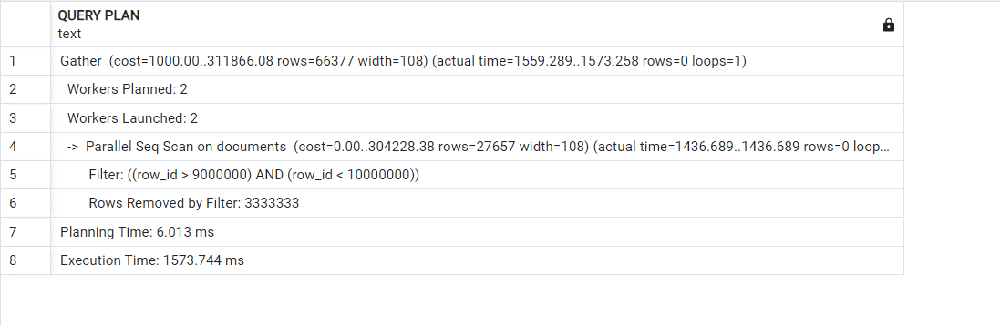 QUERY PLAN
text
1 Gather (cost=1000.00..311866.08 rows=66377 width=108) (actual time=1559.289..1573.258 rows=0 loops=1)
2 Workers Planned: 2
3 Workers Launched: 2
4 -> Parallel Seq Scan on documents (cost=0.00..304228.38 rows=27657 width=108) (actual time=1436.689..1436.689 rows=0 loop...
5 Filter: ((row_id > 9000000) AND (row_id < 10000000))
6 Rows Removed by Filter: 3333333
7 Planning Time: 6.013 ms
8 Execution Time: 1573.744 ms